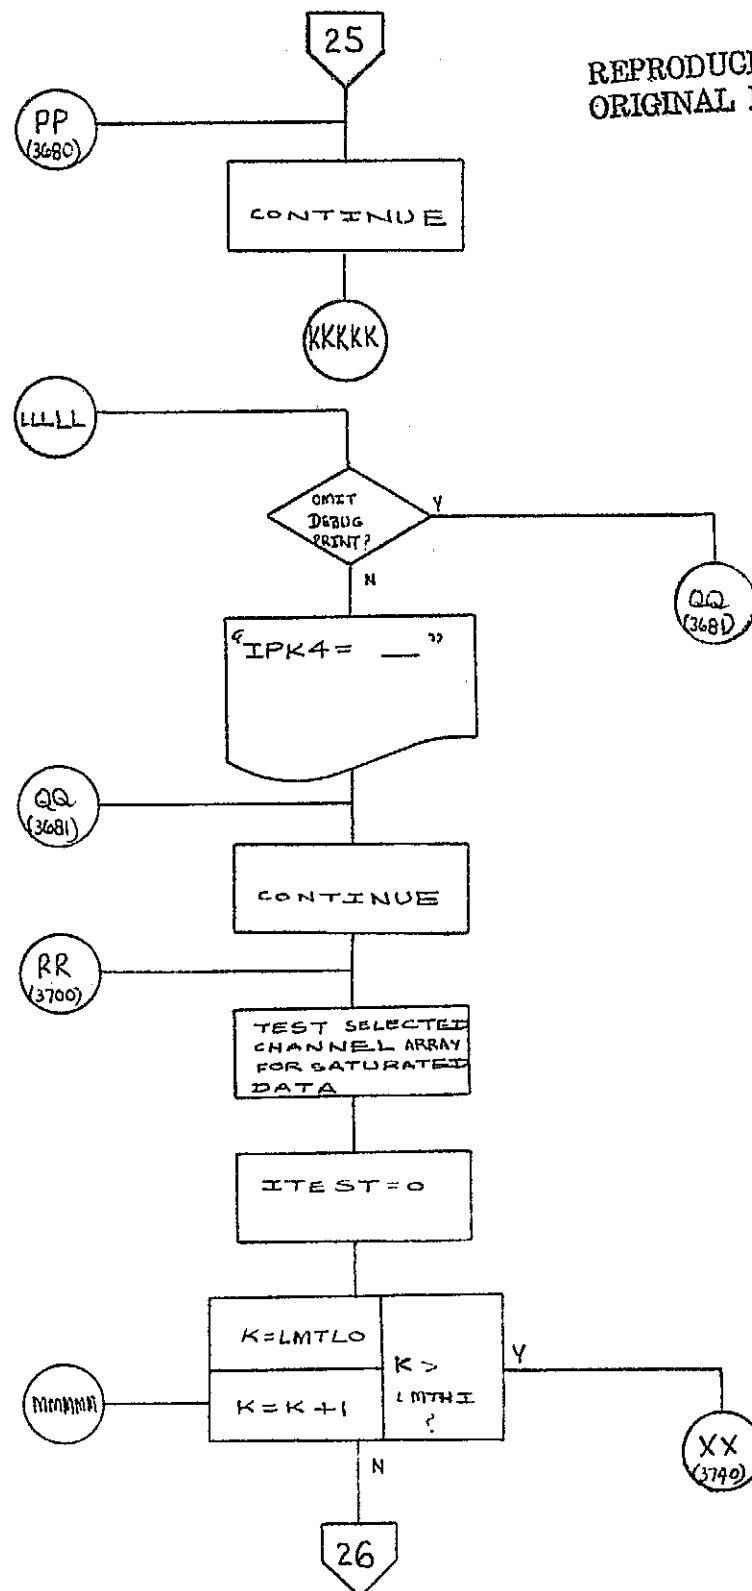 25
REPRODUC
ORIGINAL
PP
(3680)
CONTINUE
KKKKK
LLLLL
OMIT
DEBUG
PRINT?
Y
N
QQ
(3681)
"IPK4 = __"
QQ
(3681)
CONTINUE
RR
(3700)
TEST SELECTED
CHANNEL ARRAY
FOR SATURATED
DATA
ITEST=0
K=LMTLO
K >
LMTHI
?
Y
MMMMM
K=K+1
N
XX
(3740)
26